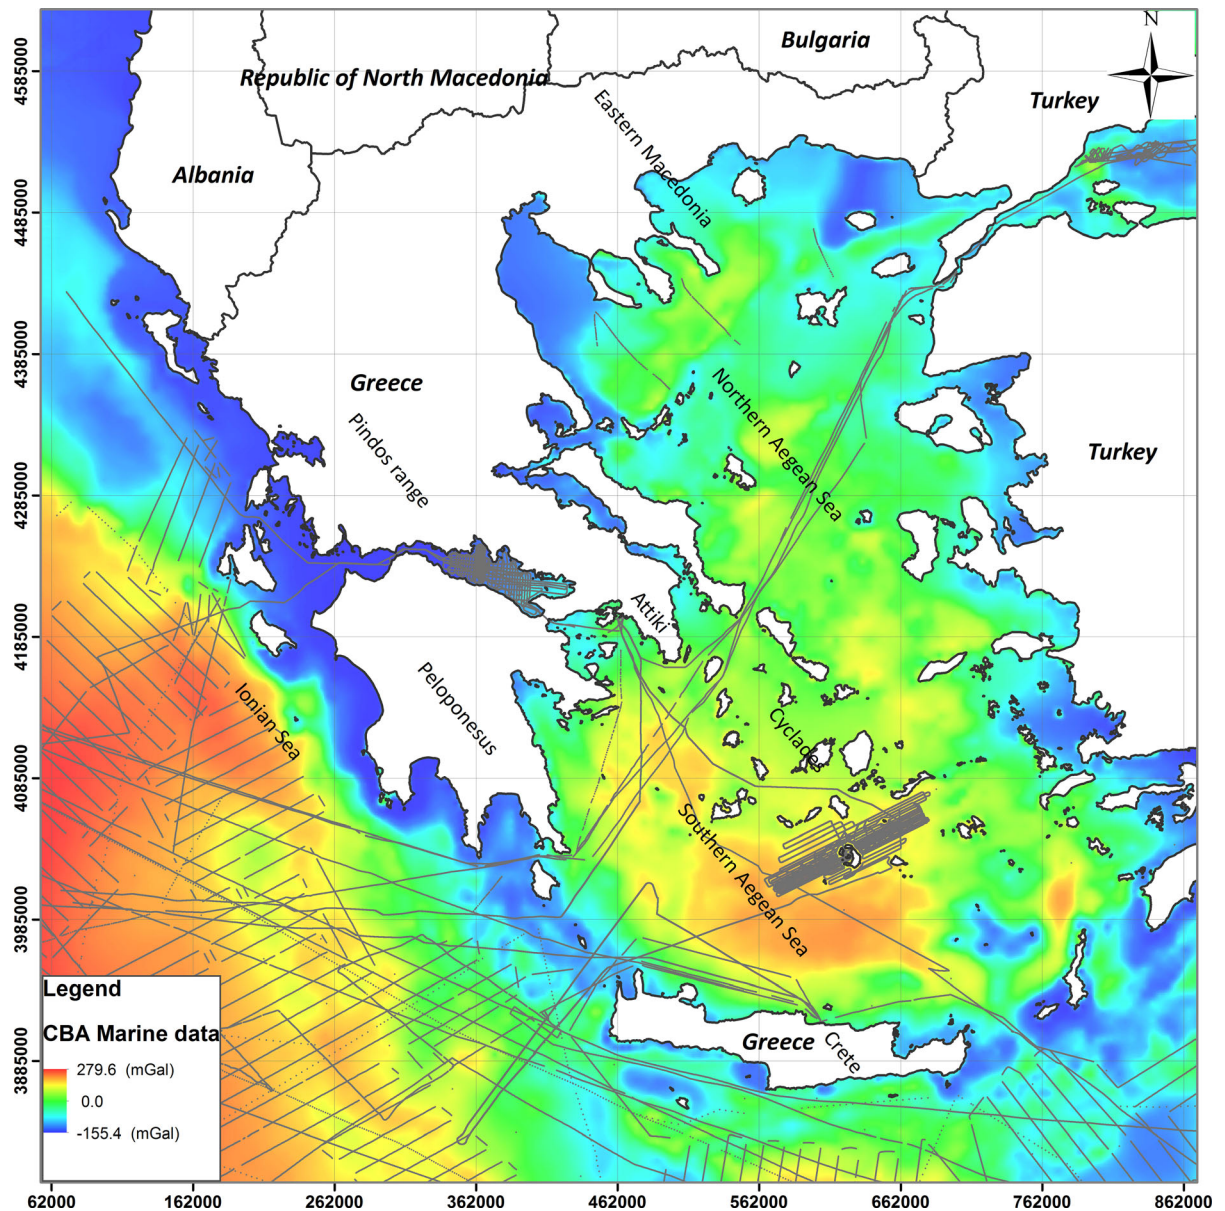 N
Bulgaria
Republic of North Macedonia
Turkey
Eastern Macedonia
Albania
Greece
Pindos range
Northern Aegean Sea
Turkey
Attiki
Ionian Sea
Peloponesus
Cyclades
Southern Aegean Sea
Greece
Crete
Legend
CBA Marine data
279.6 (mGal)
0.0
-155.4 (mGal)
4585000
4485000
4385000
4285000
4185000
4085000
3985000
3885000
62000 162000 262000 362000 462000 562000 662000 762000 862000